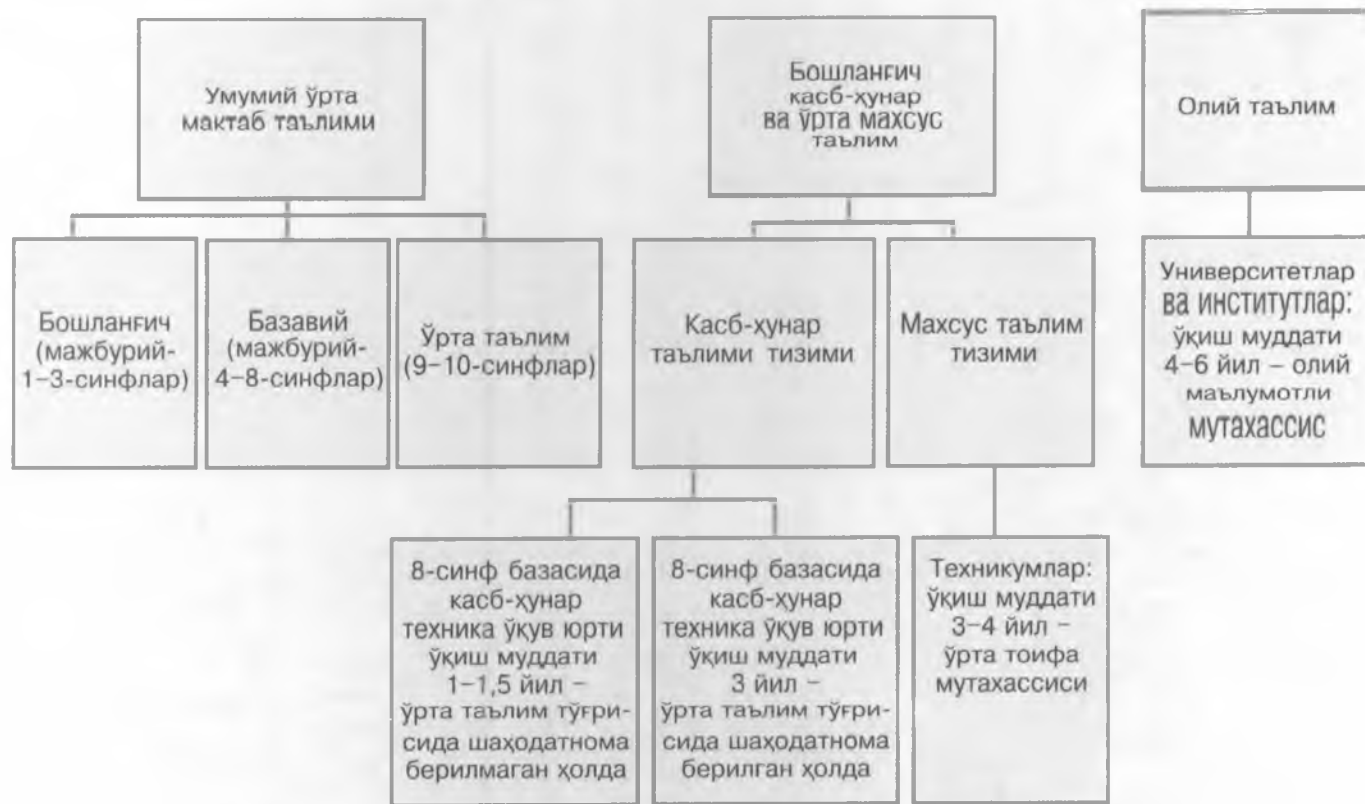 Умумий ўрта
мактаб таълими
Бошланғич
касб-ҳунар
ва ўрта махсус
таълим
Олий таълим
Бошланғич
(мажбурий-
1–3-синфлар)
Базавий
(мажбурий-
4–8-синфлар)
Ўрта таълим
(9–10-синфлар)
Касб-ҳунар
таълими тизими
Махсус таълим
тизими
Университетлар
ва институтлар:
ўқиш муддати
4–6 йил – олий
маълумотли
мутахассис
8-синф базасида
касб-ҳунар
техника ўқув юрти
ўқиш муддати
1–1,5 йил –
ўрта таълим тўғри-
сида шаҳодатнома
берилмаган ҳолда
8-синф базасида
касб-ҳунар
техника ўқув юрти
ўқиш муддати
3 йил –
ўрта таълим тўғри-
сида шаҳодатнома
берилган ҳолда
Техникумлар:
ўқиш муддати
3–4 йил –
ўрта тоифа
мутахассиси